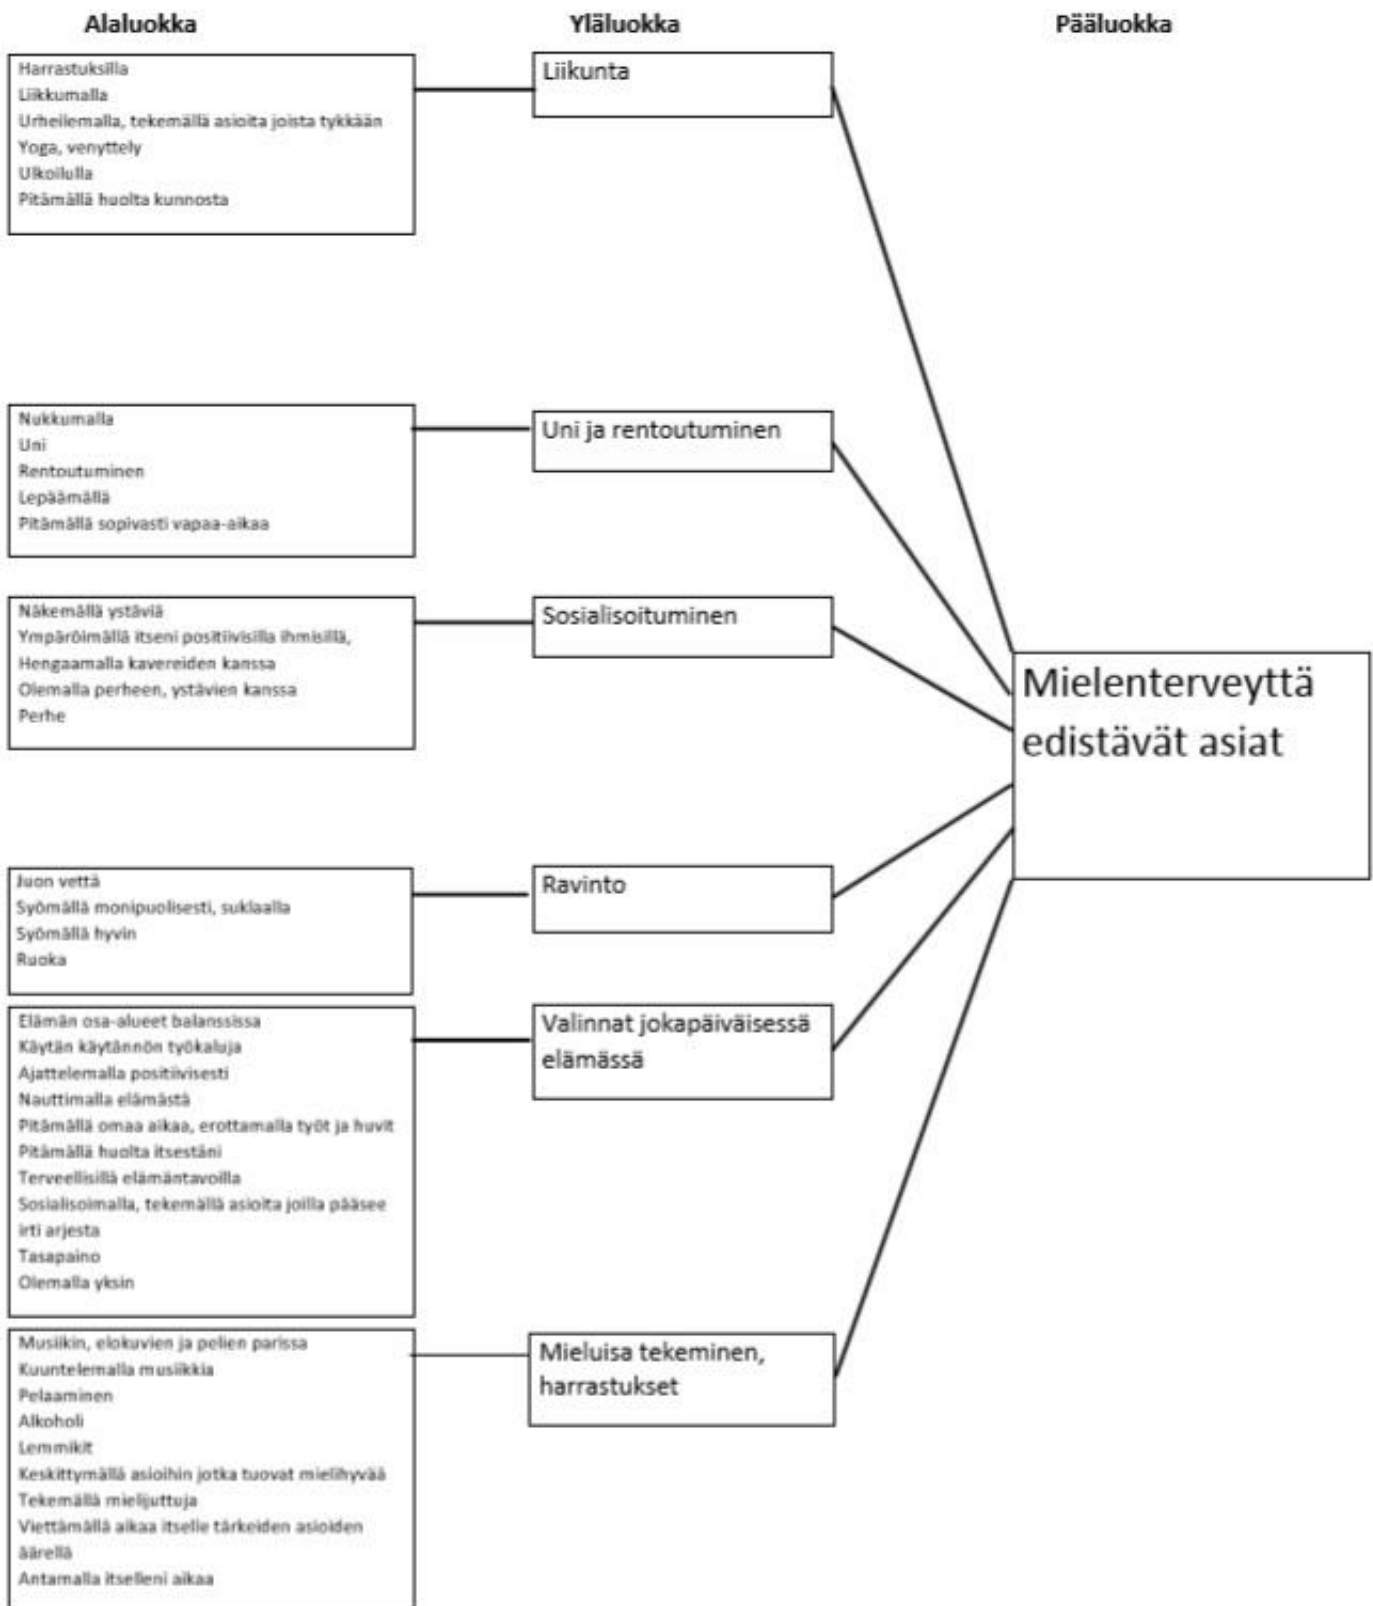 Alaluokka
Yläluokka
Pääluokka
Harrastuksilla
Liikkumalla
Urheilemalla, tekemällä asioita joista tykkään
Yoga, venyttely
Ulkoilulla
Pitämällä huolta kunnosta
Liikunta
Nukkumalla
Uni
Rentoutuminen
Lepäämällä
Pitämällä sopivasti vapaa-aikaa
Uni ja rentoutuminen
Näkemällä ystäviä
Ympäröimällä itseni positiivisilla ihmisillä,
Hengaamalla kavereiden kanssa
Olemalla perheen, ystävien kanssa
Perhe
Sosialisoituminen
Mielenterveyttä
edistävät asiat
Juon vettä
Syömällä monipuolisesti, suklaalla
Syömällä hyvin
Ruoka
Ravinto
Elämän osa-alueet balanssissa
Käytän käytännön työkaluja
Ajattelemalla positiivisesti
Nauttimalla elämästä
Pitämällä omaa aikaa, erottamalla työt ja huvit
Pitämällä huolta itsestäni
Terveellisillä elämäntavoilla
Sosialisoimalla, tekemällä asioita joilla pääsee
irti arjesta
Tasapaino
Olemalla yksin
Valinnat jokapäiväisessä
elämässä
Musiikin, elokuvien ja pelien parissa
Kuuntelemalla musiikkia
Pelaaminen
Alkoholi
Lemmikit
Keskittymällä asioihin jotka tuovat mielihyvää
Tekemällä mielijuttuja
Viettämällä aikaa itselle tärkeiden asioiden
äärellä
Antamalla itselleni aikaa
Mieluisa tekeminen,
harrastukset